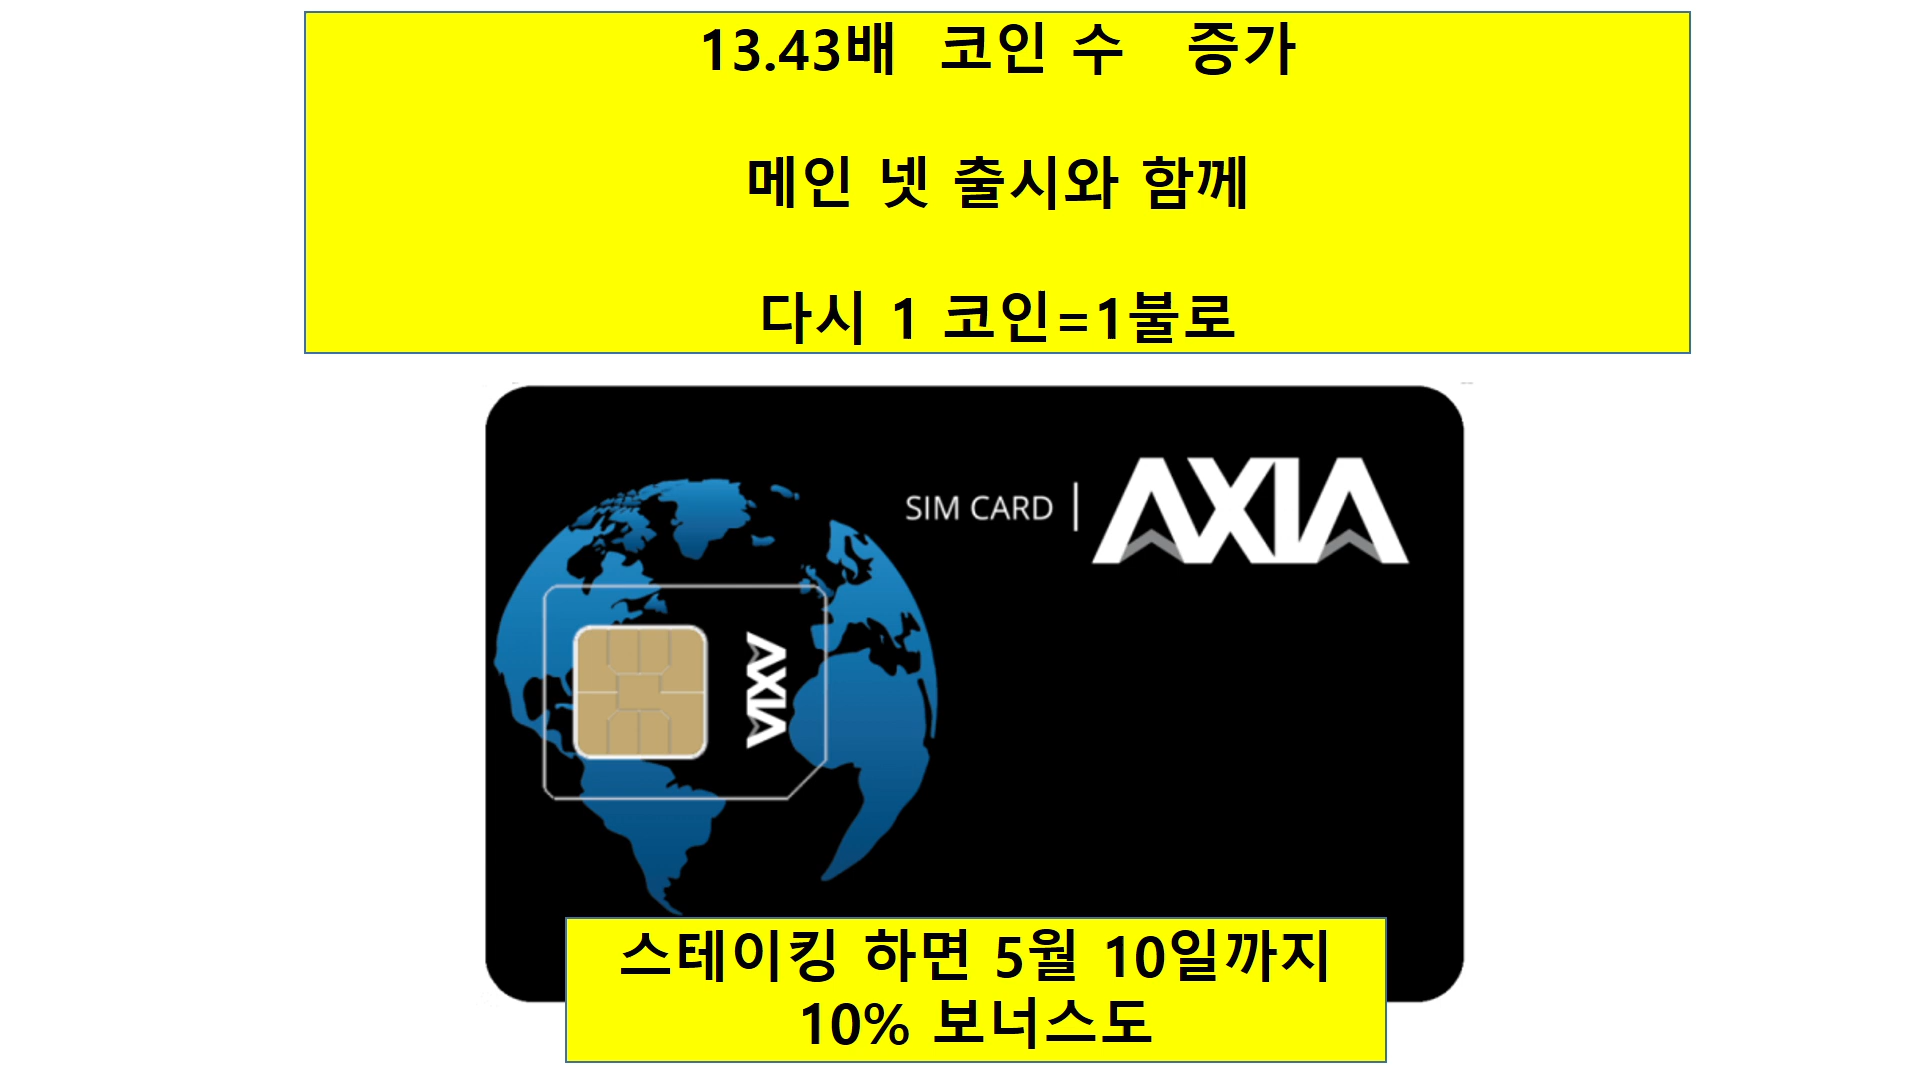 13.43배 코인 수 증가
메인 넷 출시와 함께
다시 1 코인=1불로
SIM CARD | AXIA
AXIA
스테이킹 하면 5월 10일까지
10% 보너스도